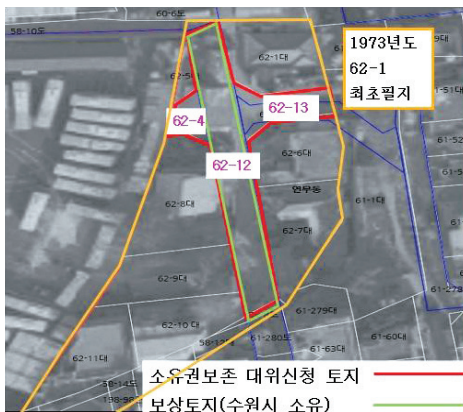 60-6도
58-10도
1973년도
62-1
최초필지
62-1대
62-13
62-4
62-12
62-6대
연무동
62-8대
61-1대
62-7대
62-9대
61-279대
62-10 대
61-280도
61-60대
61-63대
62-11대
58-14도
소유권보존 대위신청 토지
보상토지(수원시 소유)